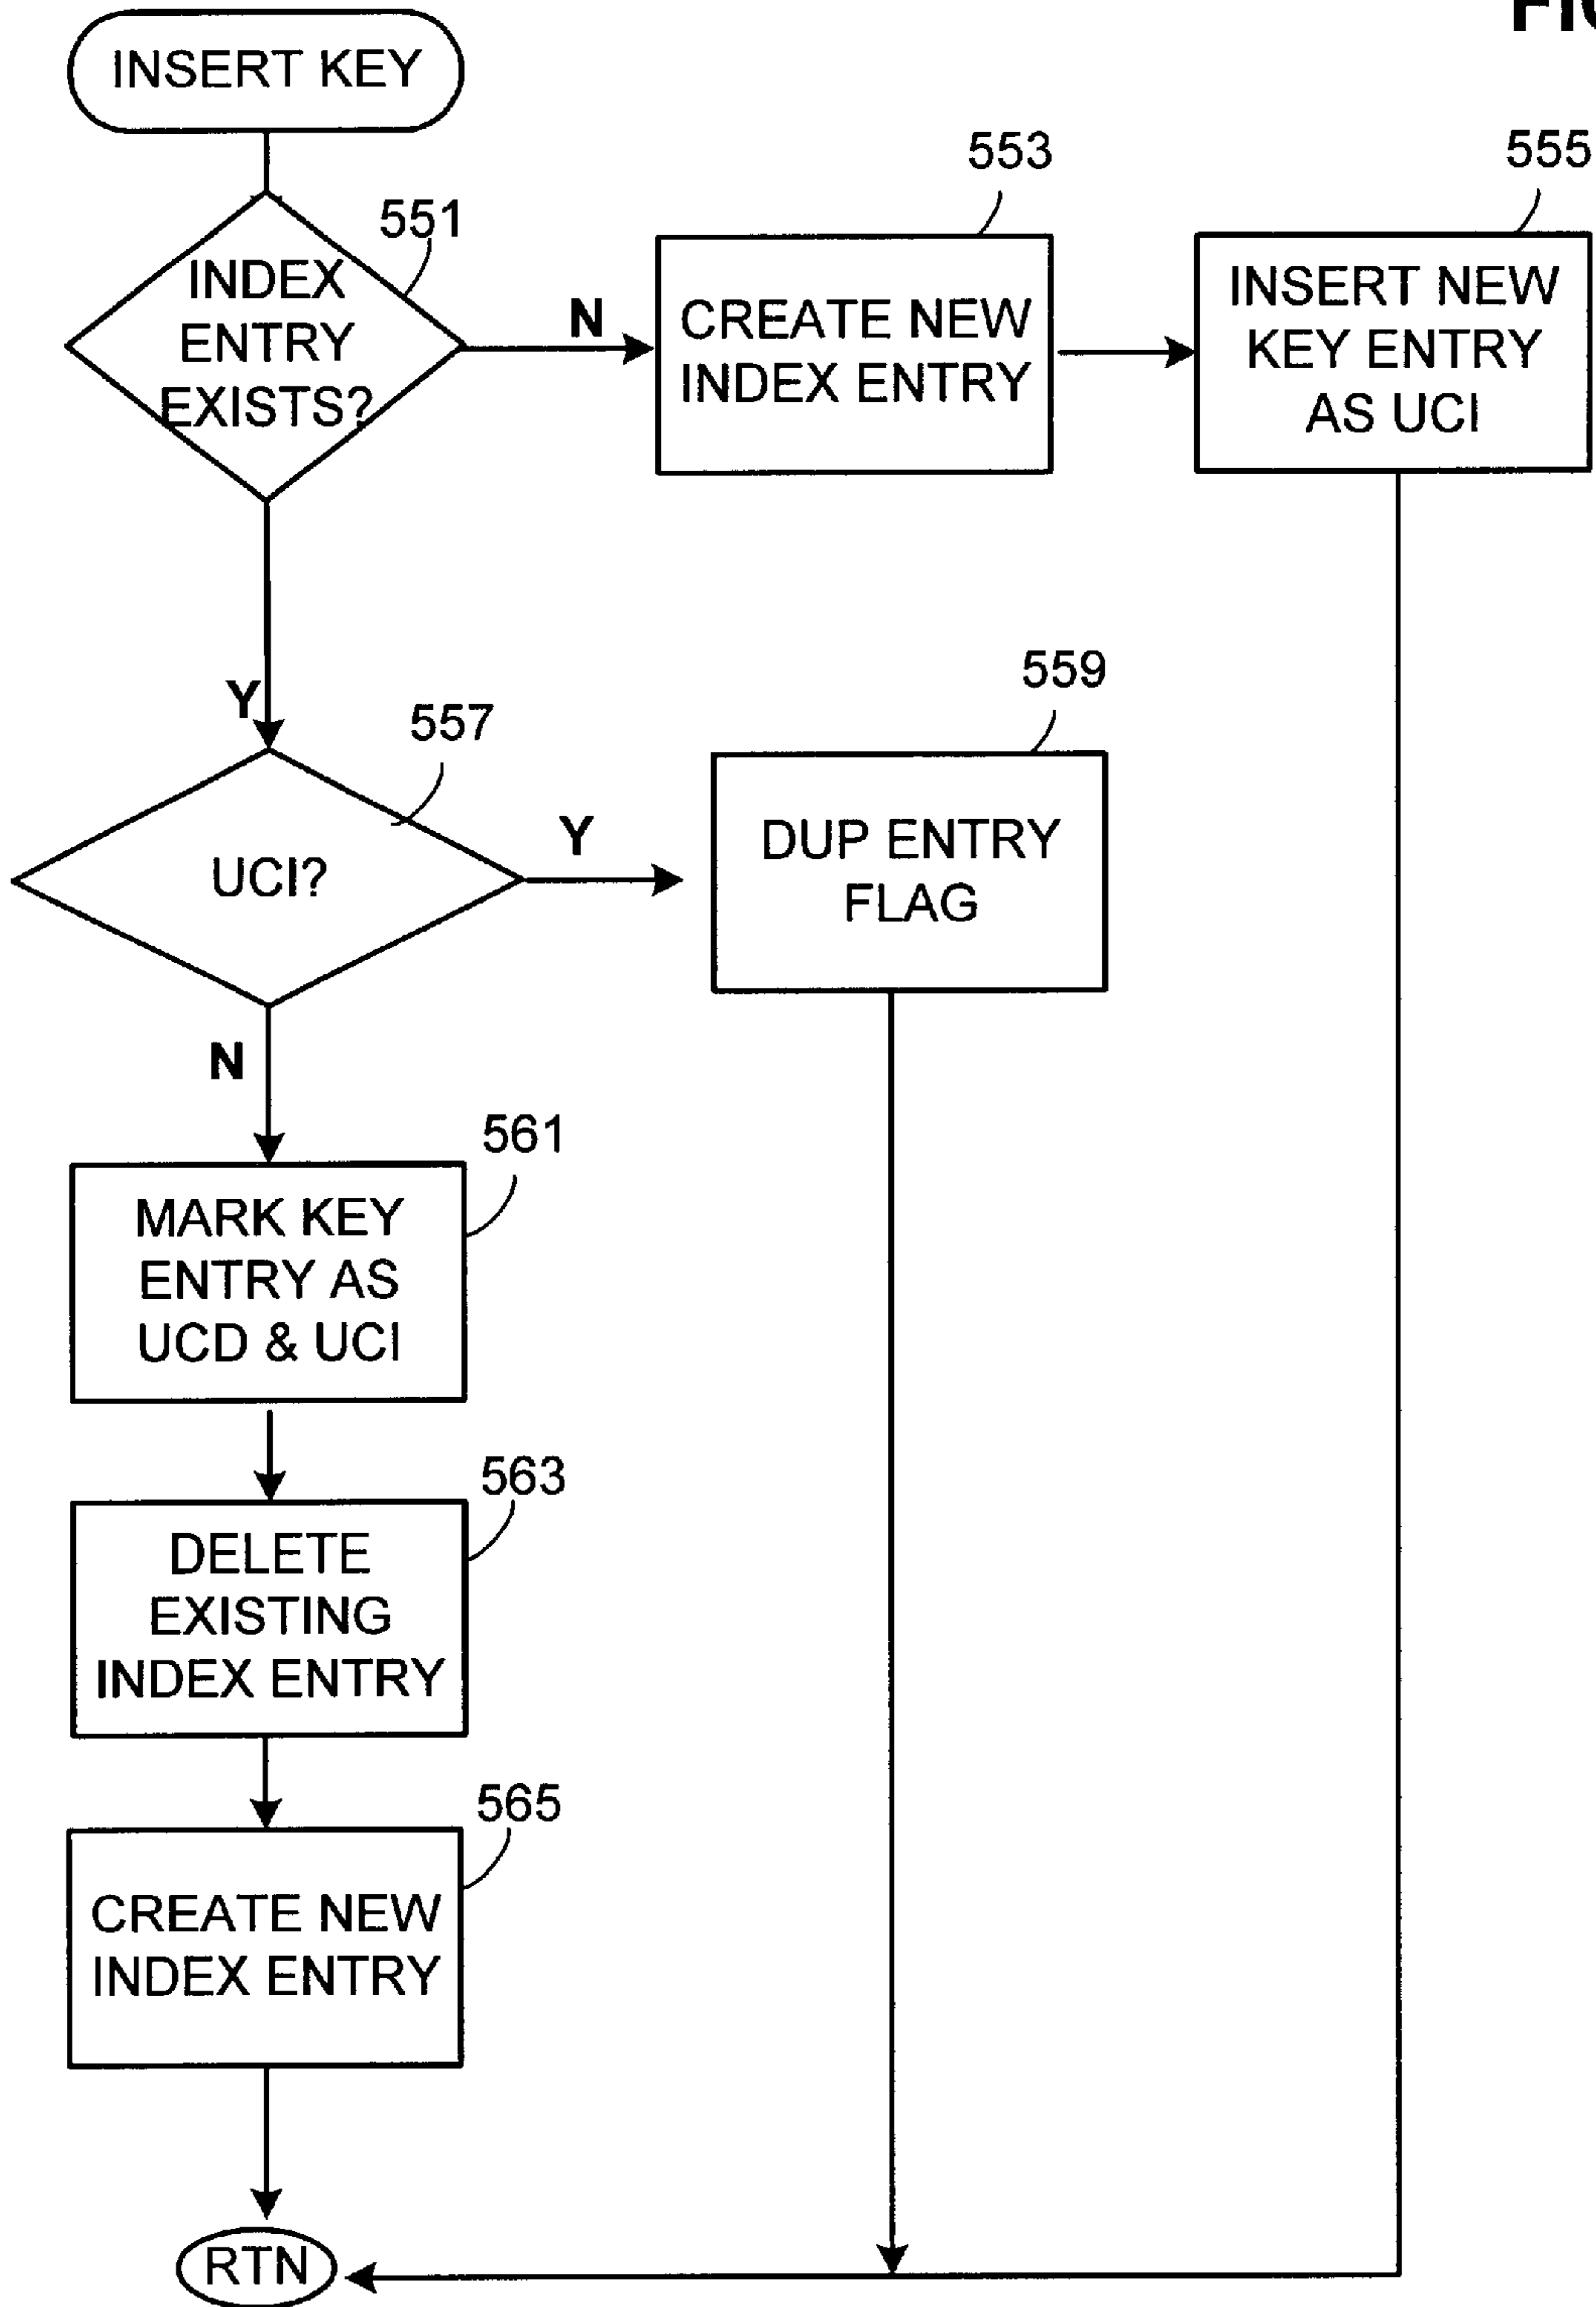 INSERT KEY
551
INDEX
ENTRY
EXISTS?
N
553
CREATE NEW
INDEX ENTRY
555
INSERT NEW
KEY ENTRY
AS UCI
Y
557
UCI?
Y
559
DUP ENTRY
FLAG
N
561
MARK KEY
ENTRY AS
UCD & UCI
563
DELETE
EXISTING
INDEX ENTRY
565
CREATE NEW
INDEX ENTRY
RTN